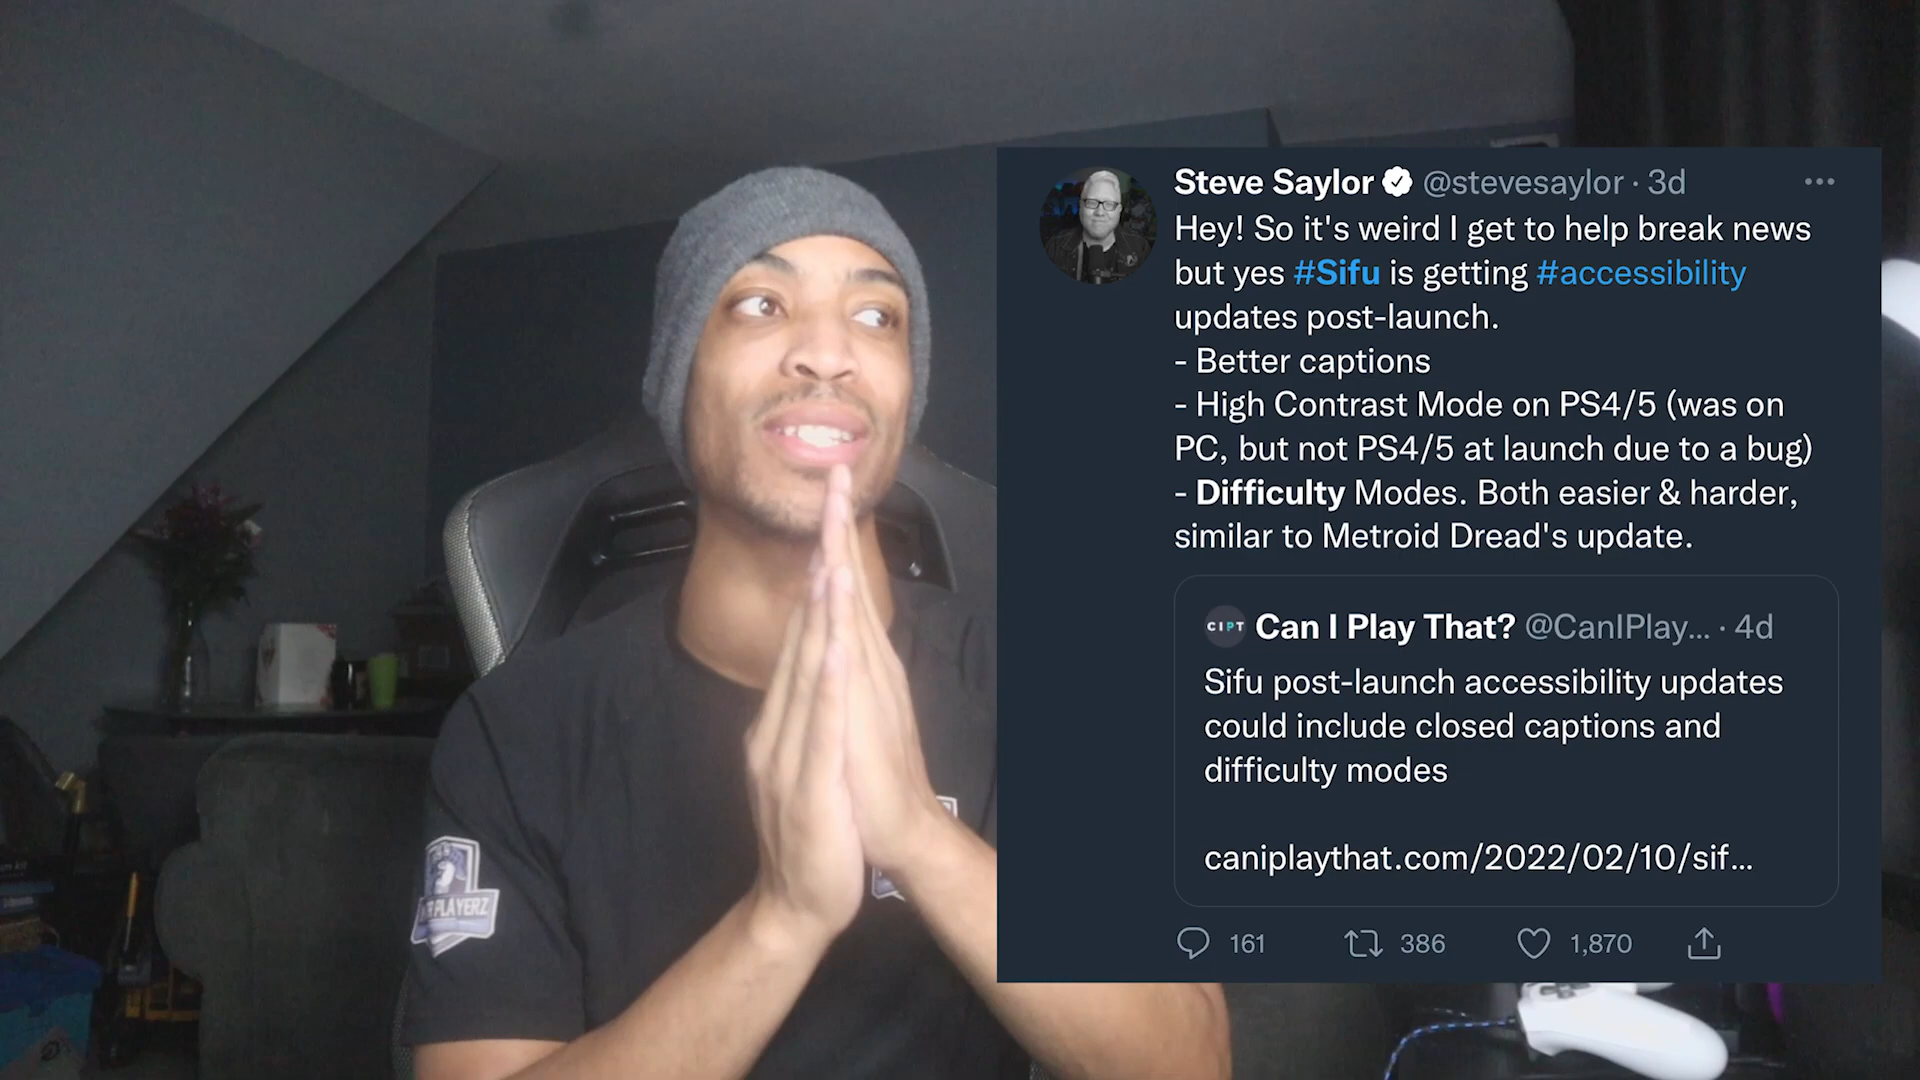 Steve Saylor @stevesaylor · 3d
Hey! So it's weird I get to help break news
but yes #Sifu is getting #accessibility
updates post-launch.
- Better captions
- High Contrast Mode on PS4/5 (was on
PC, but not PS4/5 at launch due to a bug)
- Difficulty Modes. Both easier & harder,
similar to Metroid Dread's update.
CIPT Can I Play That? @CanIPlay... · 4d
Sifu post-launch accessibility updates
could include closed captions and
difficulty modes
caniplaythat.com/2022/02/10/sif...
161 386 1,870
PLAYERZ